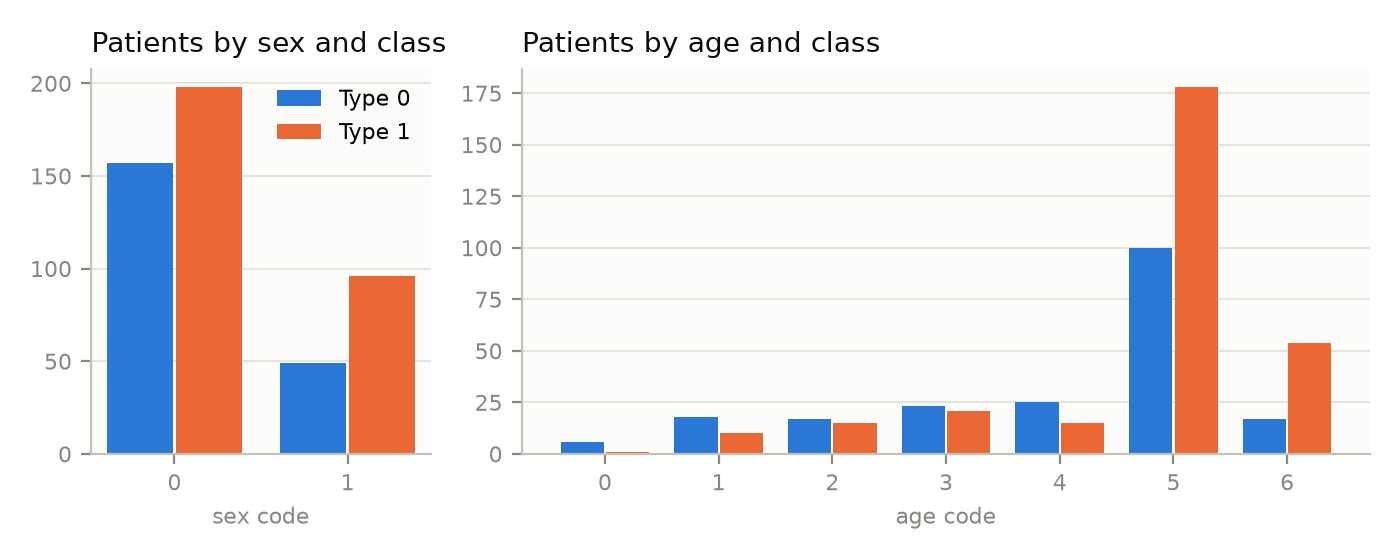 Patients by sex and class
200
150
100
50
0
Type 0
Type 1
0 1
sex code
Patients by age and class
175
150
125
100
75
50
25
0
0 1 2 3 4 5 6
age code